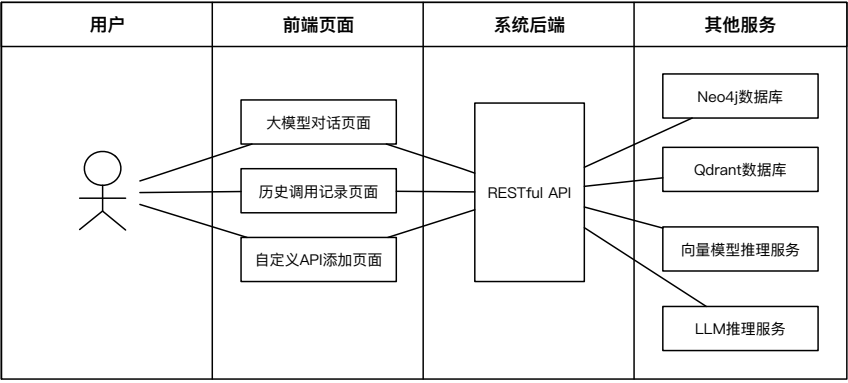 用户
前端页面
系统后端
其他服务
大模型对话页面
历史调用记录页面
自定义API添加页面
RESTful API
Neo4j数据库
Qdrant数据库
向量模型推理服务
LLM推理服务